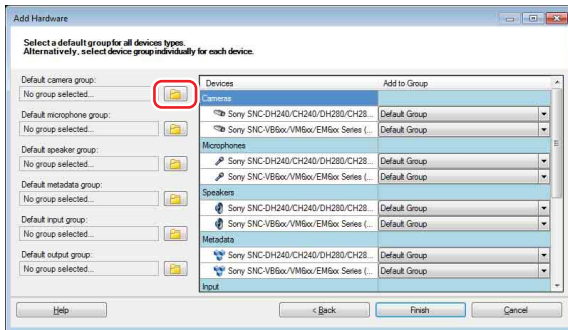 Add Hardware
Select a default group for all devices types.
Alternatively, select device group individually for each device.
Default camera group:
No group selected...
Default microphone group:
No group selected...
Default speaker group:
No group selected...
Default metadata group:
No group selected...
Default input group:
No group selected...
Default output group:
No group selected...
Devices Add to Group
Cameras
Sony SNC-DH240/CH240/DH280/CH28... Default Group
Sony SNC-VB6xx/VM6xx/EM6xx Series (... Default Group
Microphones
Sony SNC-DH240/CH240/DH280/CH28... Default Group
Sony SNC-VB6xx/VM6xx/EM6xx Series (... Default Group
Speakers
Sony SNC-DH240/CH240/DH280/CH28... Default Group
Sony SNC-VB6xx/VM6xx/EM6xx Series (... Default Group
Metadata
Sony SNC-DH240/CH240/DH280/CH28... Default Group
Sony SNC-VB6xx/VM6xx/EM6xx Series (... Default Group
Input
Help < Back Finish Cancel